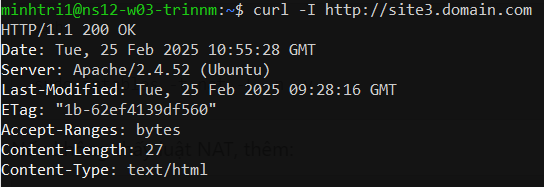 minhtri1@ns12-w03-trinnm:~$ curl -I http://site3.domain.com
HTTP/1.1 200 OK
Date: Tue, 25 Feb 2025 10:55:28 GMT
Server: Apache/2.4.52 (Ubuntu)
Last-Modified: Tue, 25 Feb 2025 09:28:16 GMT
ETag: "1b-62ef4139df560"
Accept-Ranges: bytes
Content-Length: 27
Content-Type: text/html